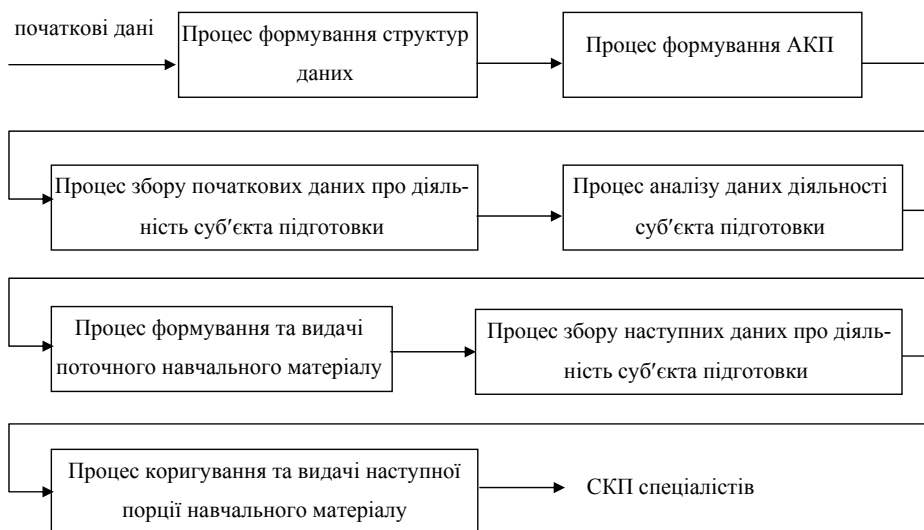 початкові дані
Процес формування структур
даних
Процес формування АКП
Процес збору початкових даних про діяль-
ність суб′єкта підготовки
Процес аналізу даних діяльності
суб′єкта підготовки
Процес формування та видачі
поточного навчального матеріалу
Процес збору наступних даних про діяль-
ність суб′єкта підготовки
Процес коригування та видачі наступної
порції навчального матеріалу
СКП спеціалістів